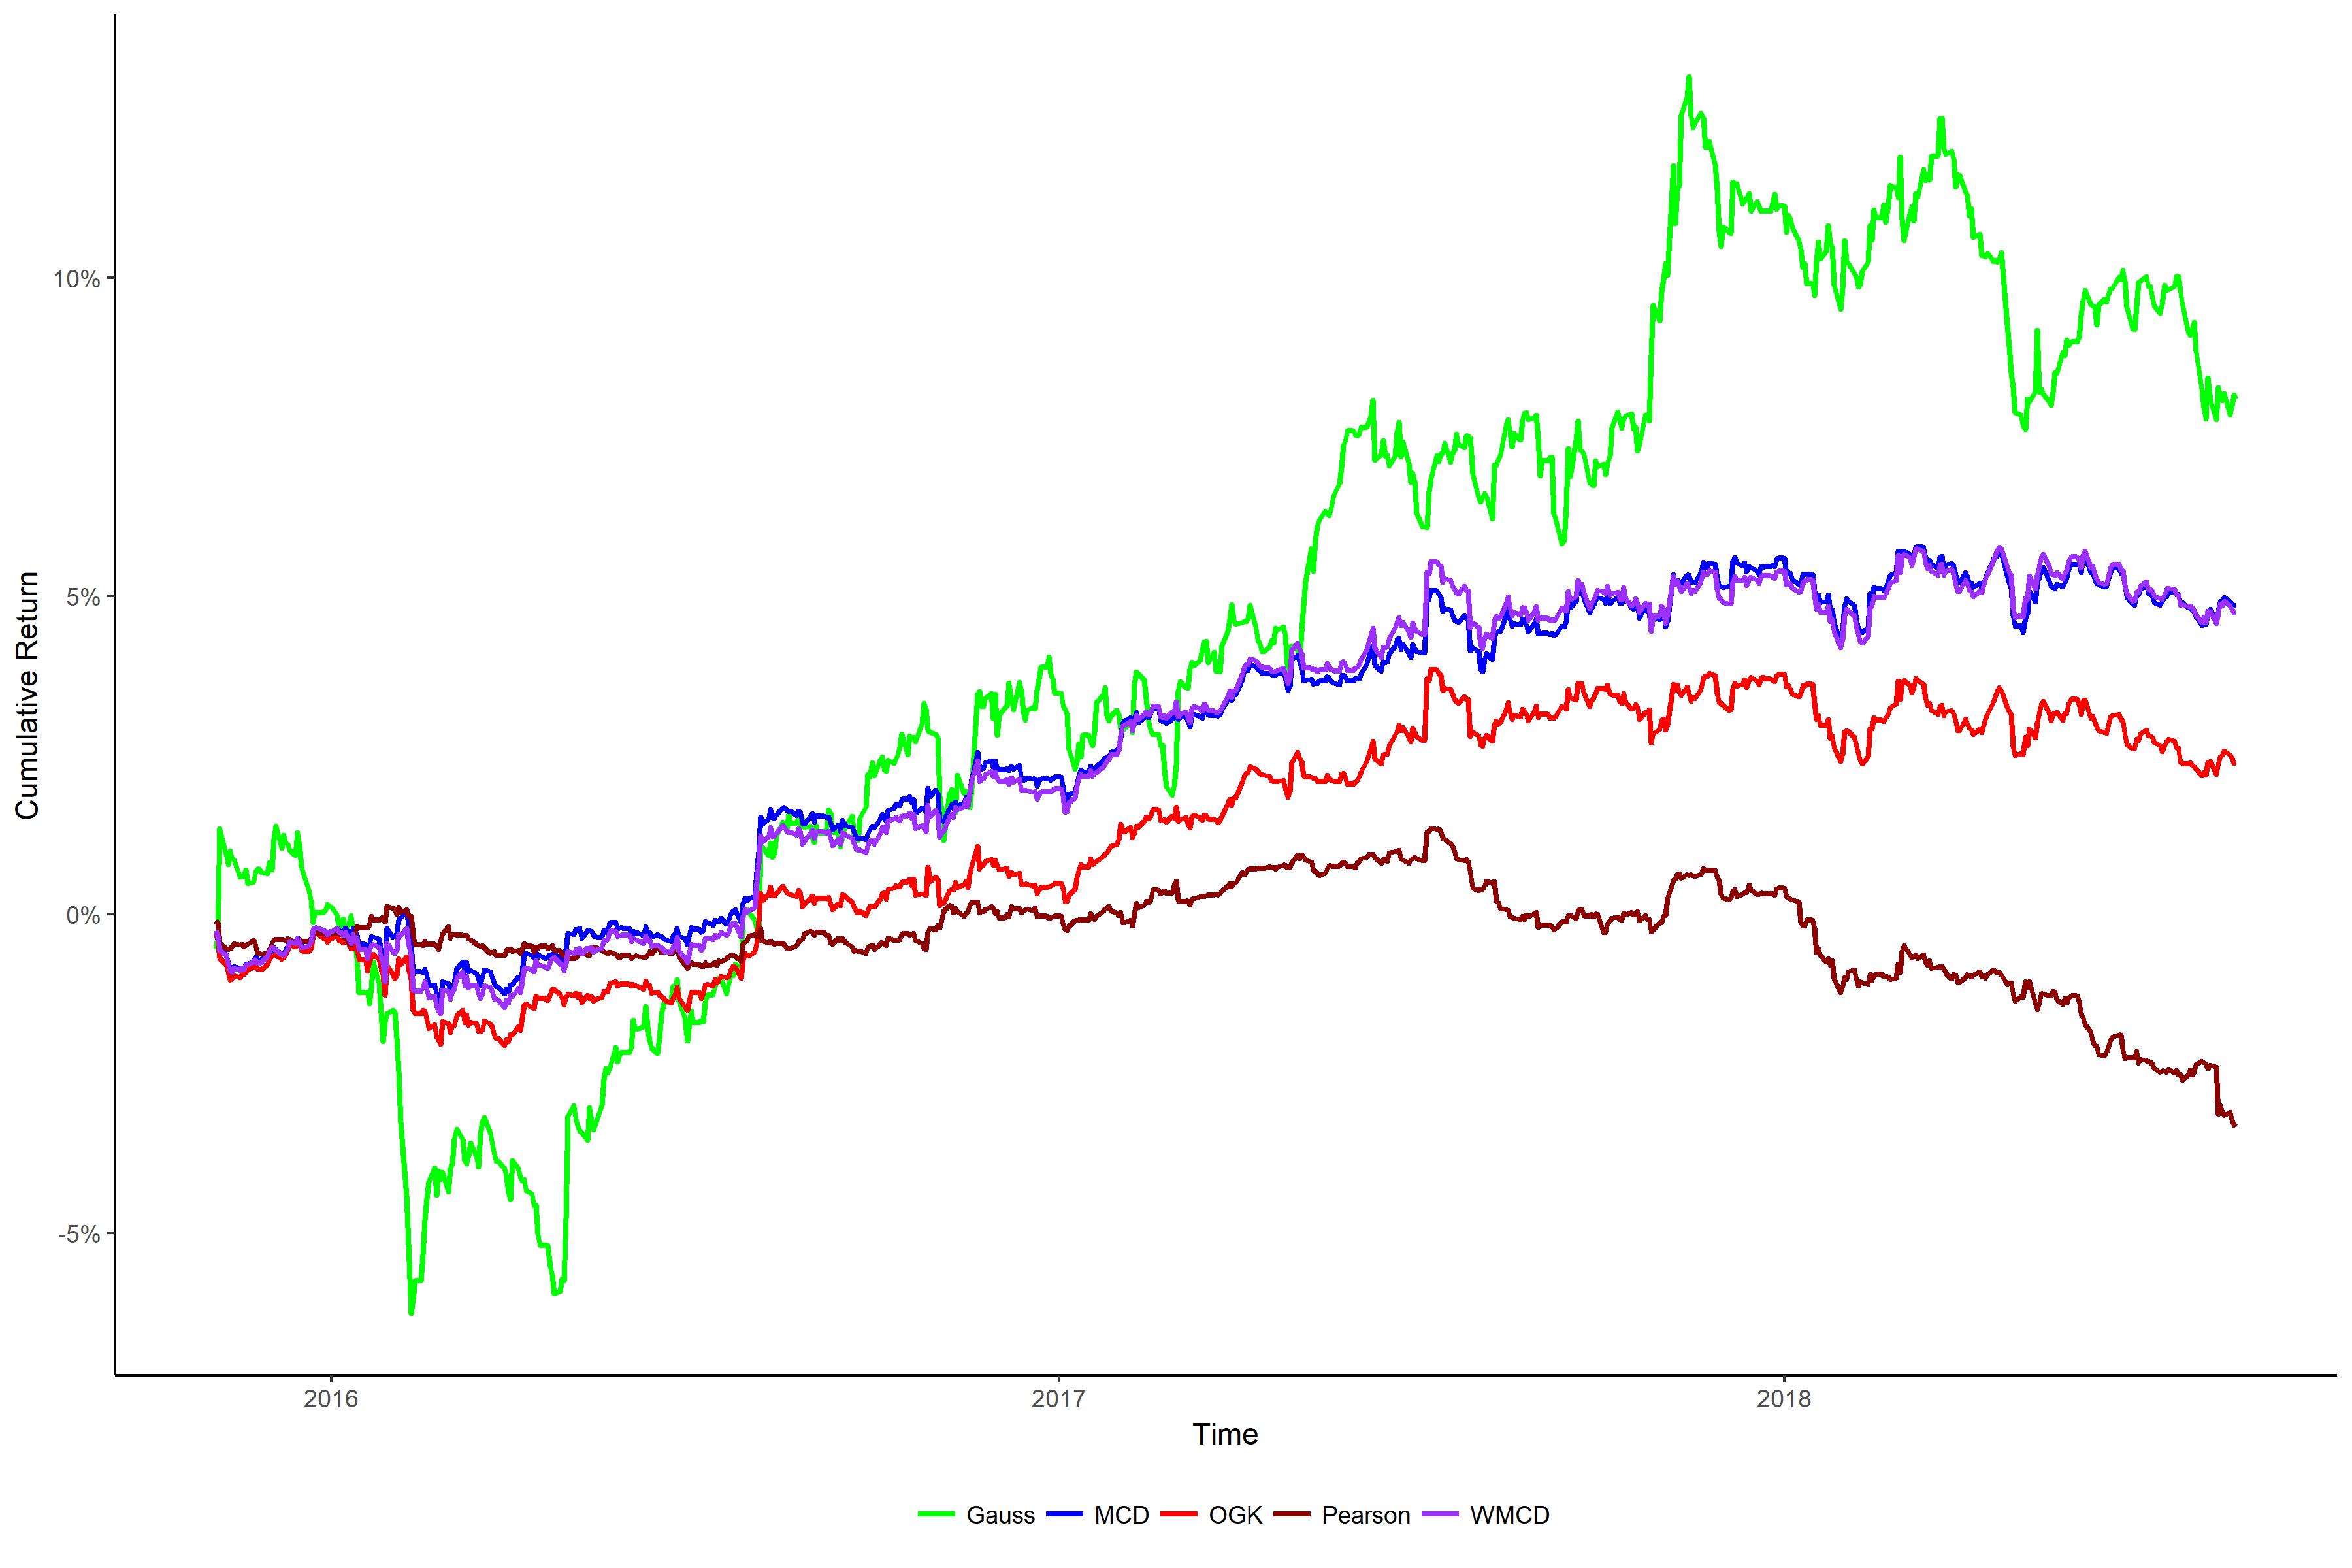 Cumulative Return
10%
5%
0%
-5%
2016 2017 2018
Time
Gauss MCD OGK Pearson WMCD